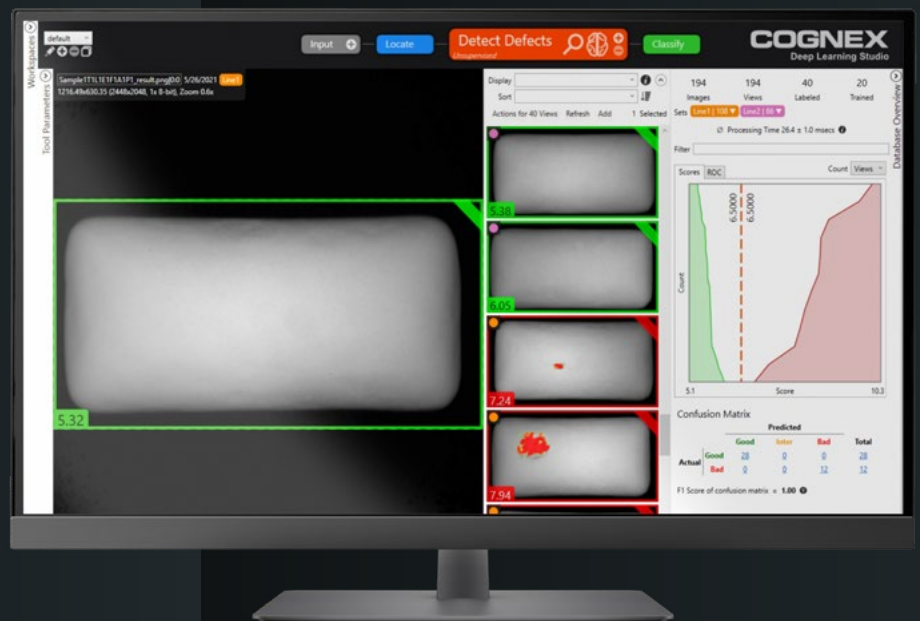 default
Input
Locate
Detect Defects
Unsupervised
Classify
COGNEX
Deep Learning Studio
Workspaces
Tool Parameters
Sample1T1L1E1F1A1P1_result.png|0.0 5/26/2021 Line1
1216.49x630.35 (2448x2048, 1x 8-bit), Zoom 0.6x
5.32
Display
Sort
Actions for 40 Views Refresh Add 1 Selected
5.38
6.05
7.24
7.94
194 194 40 20
Images Views Labeled Trained
Sets Line1 | 108 Line2 | 86
Processing Time 26.4 ± 1.0 msecs
Filter
Scores ROC Count Views
6.5000
6.5000
Count
5.1 Score 10.3
Confusion Matrix
Predicted
Good Inter Bad Total
Actual
Good 28 0 0 28
Bad 0 0 12 12
F1 Score of confusion matrix = 1.00
Database Overview